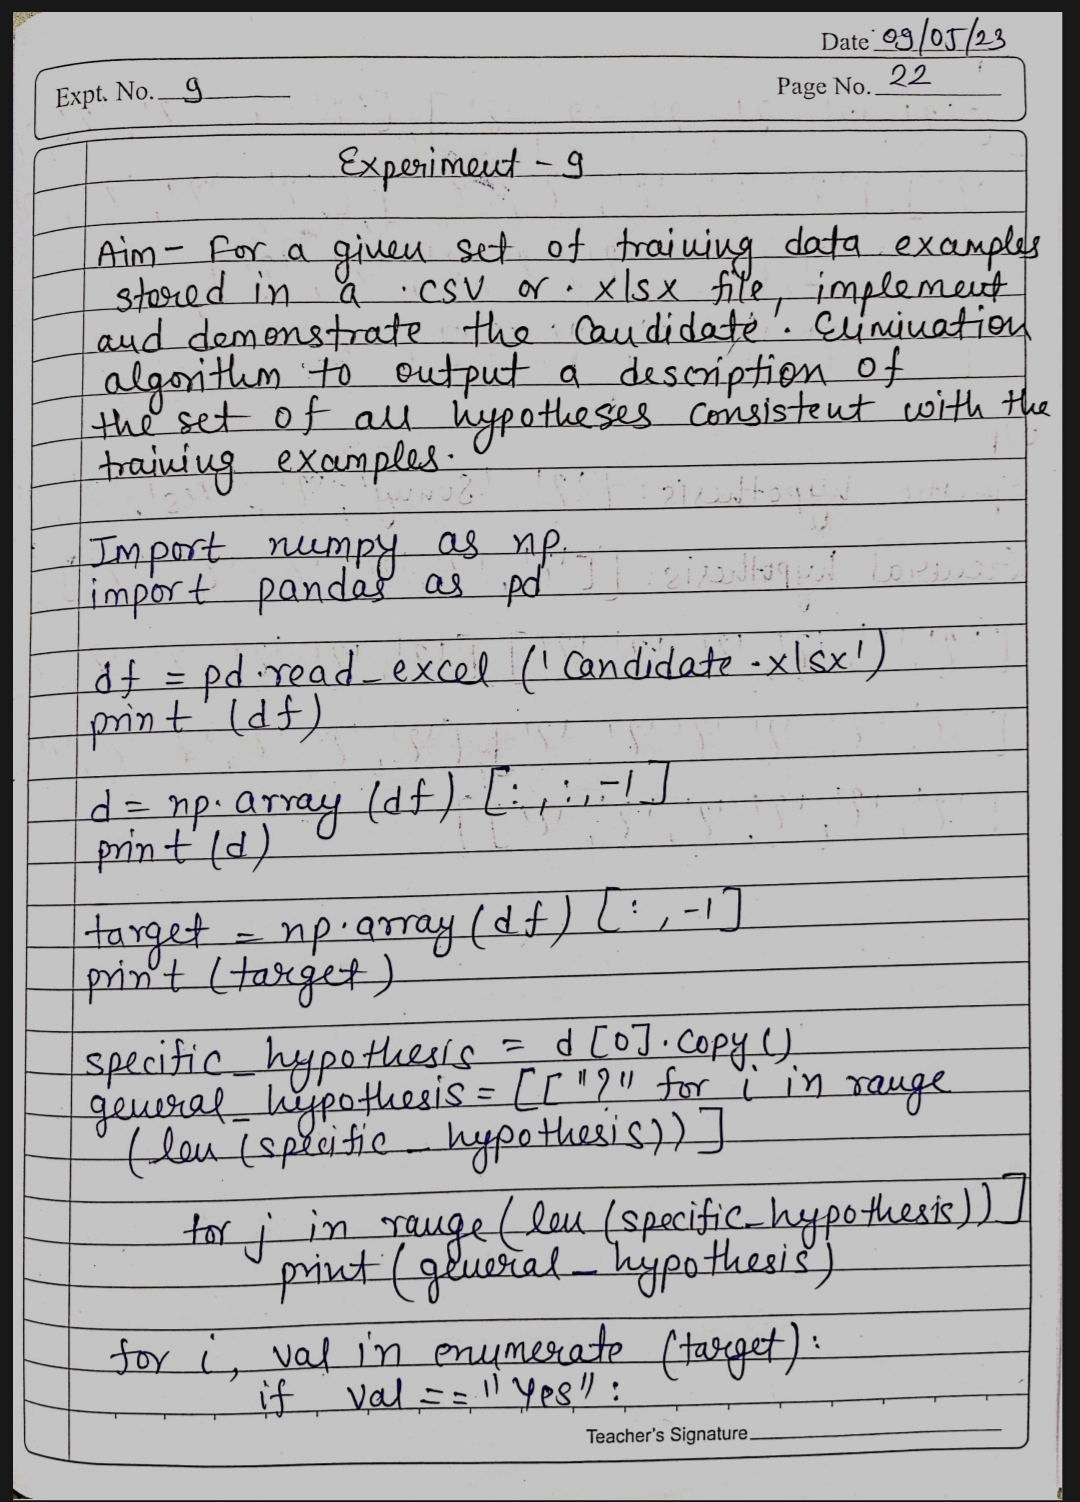 Date 09/05/23
Expt. No. 9
Page No. 22
Experiment - 9
Aim - For a given set of training data examples
stored in a .csv or .xlsx file, implement
and demonstrate the Candidate Elimination
algorithm to output a description of
the set of all hypotheses consistent with the
training examples.
Import numpy as np.
import pandas as pd
df = pd.read_excel ('Candidate.xlsx')
print (df)
d = np.array (df) [:, :, -1]
print (d)
target = np.array (df) [:, -1]
print (target)
specific_hypothesis = d [0].copy ()
general_hypothesis = [["?" for i in range
(len (specific_hypothesis))]
for j in range (len (specific_hypothesis))]
print (general_hypothesis)
for i, val in enumerate (target):
if val == "Yes":
Teacher's Signature